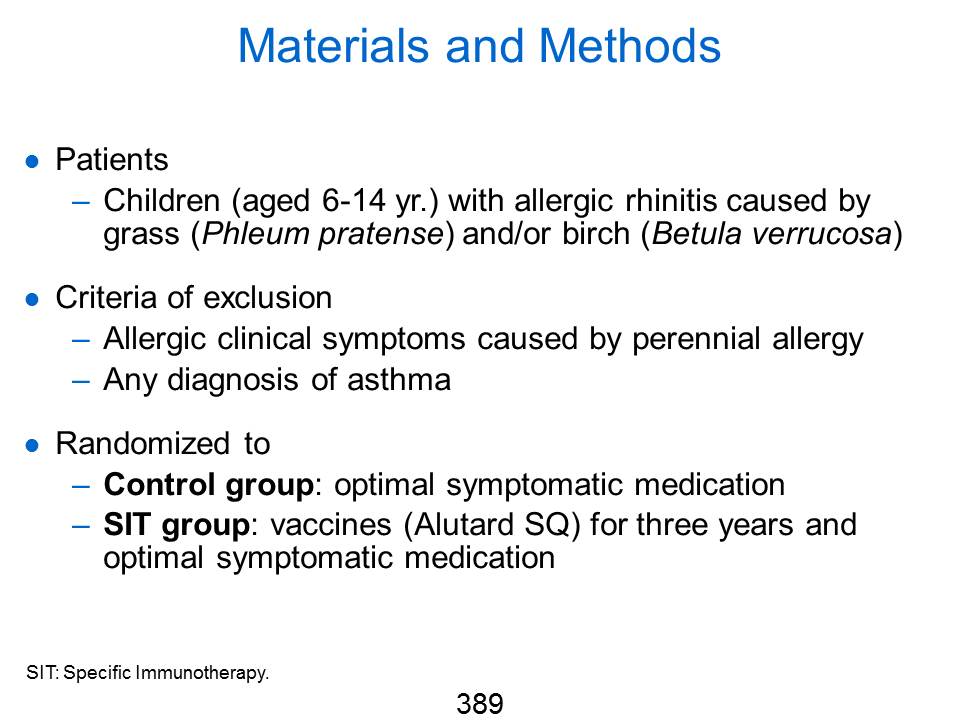 Materials and Methods
● Patients
– Children (aged 6-14 yr.) with allergic rhinitis caused by
grass (Phleum pratense) and/or birch (Betula verrucosa)
● Criteria of exclusion
– Allergic clinical symptoms caused by perennial allergy
– Any diagnosis of asthma
● Randomized to
– Control group: optimal symptomatic medication
– SIT group: vaccines (Alutard SQ) for three years and
optimal symptomatic medication
SIT: Specific Immunotherapy.
389